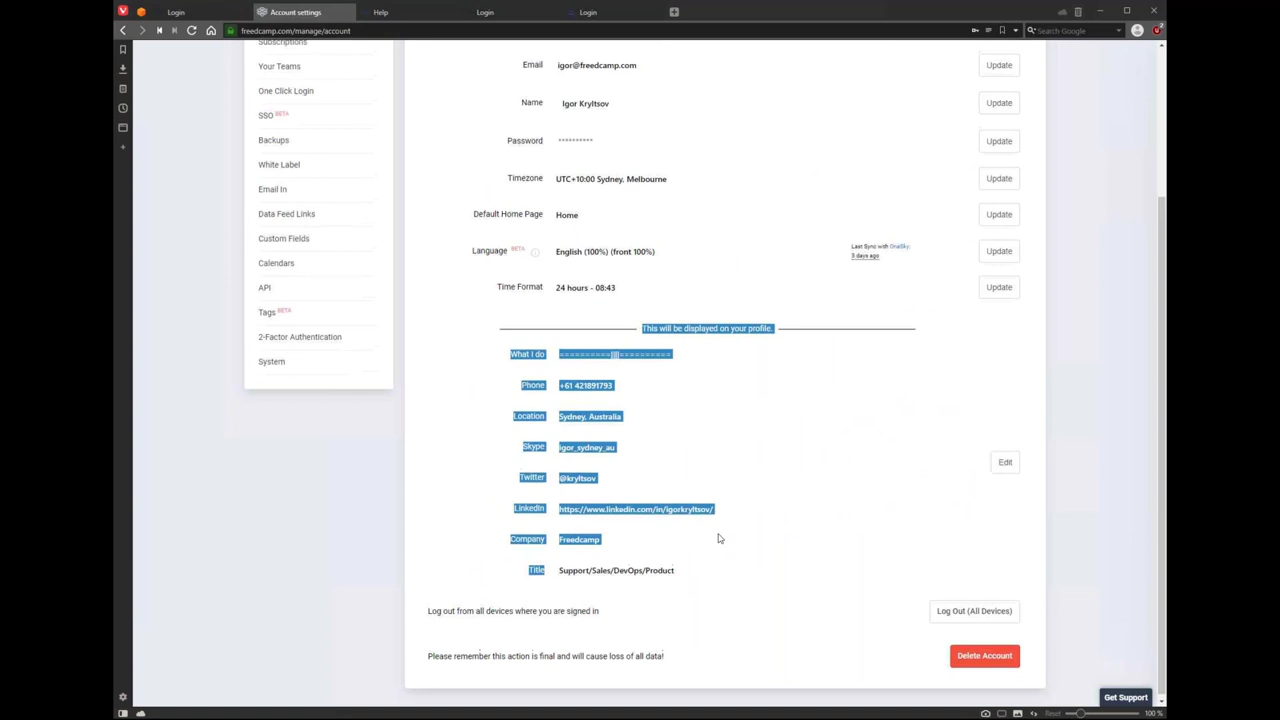 Login
Account settings
Help
Login
Login
freedcamp.com/manage/account
Search Google
Subscriptions
Your Teams
One Click Login
SSO BETA
Backups
White Label
Email In
Data Feed Links
Custom Fields
Calendars
API
Tags BETA
2-Factor Authentication
System
Email igor@freedcamp.com Update
Name Igor Kryltsov Update
Password ********** Update
Timezone UTC+10:00 Sydney, Melbourne Update
Default Home Page Home Update
Language BETA English (100%) (front 100%) Last Sync with OneSky: 3 days ago Update
Time Format 24 hours - 08:43 Update
This will be displayed on your profile.
What I do
Phone +61 421891793
Location Sydney, Australia
Skype igor_sydney_au
Twitter @kryltsov
LinkedIn https://www.linkedin.com/in/igorkryltsov/
Company Freedcamp
Title Support/Sales/DevOps/Product
Edit
Log out from all devices where you are signed in Log Out (All Devices)
Please remember this action is final and will cause loss of all data! Delete Account
Get Support
Reset 100 %